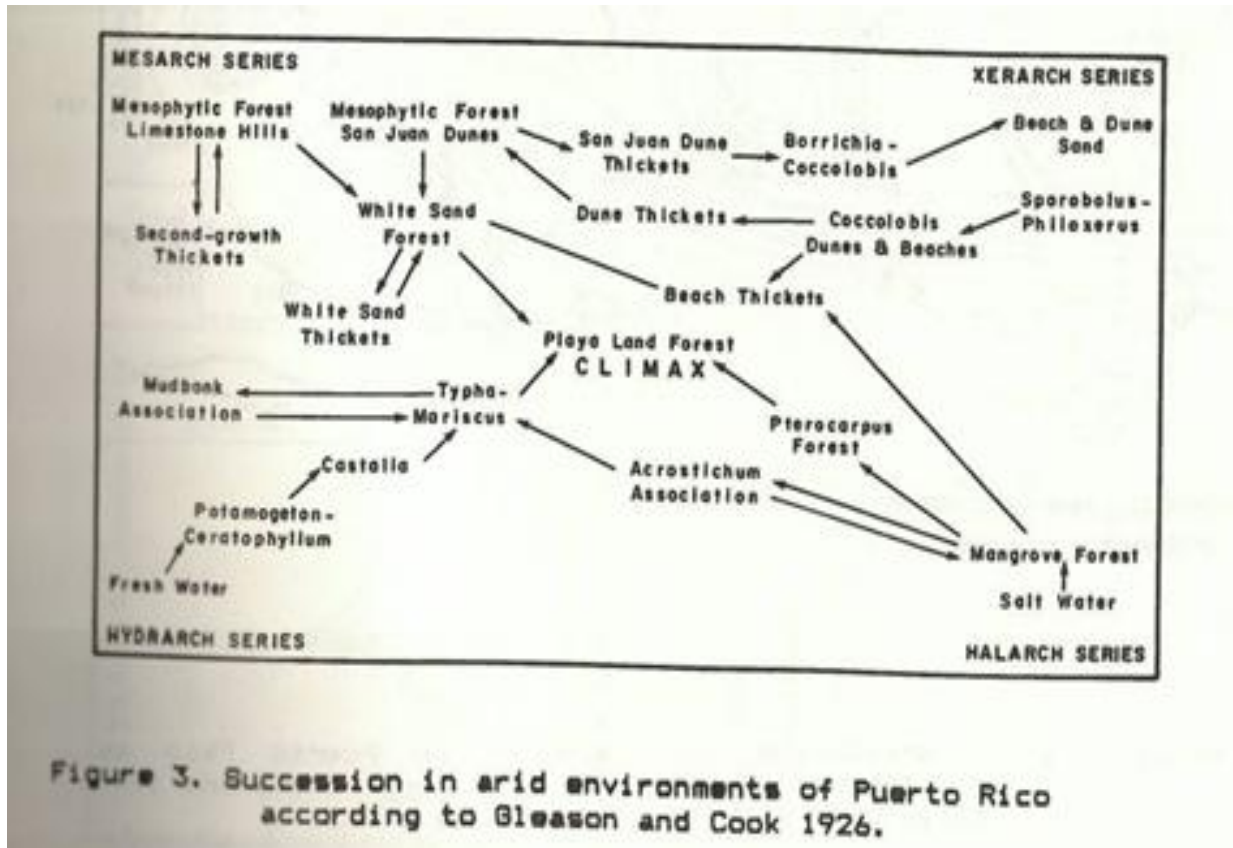 MESARCH SERIES
XERARCH SERIES
Mesophytic Forest
Limestone Hills
Mesophytic Forest
San Juan Dunes
San Juan Dune
Thickets
Borrichia-
Coccolobis
Beach & Dune
Sand
Second-growth
Thickets
White Sand
Forest
Dune Thickets
Coccolobis
Dunes & Beaches
Sporobolus-
Philoxerus
White Sand
Thickets
Beach Thickets
Playa Land Forest
CLIMAX
Mudbank
Association
Typha-
Mariscus
Pterocarpus
Forest
Castalia
Acrostichum
Association
Potamogeton-
Ceratophyllum
Mangrove Forest
Fresh Water
Salt Water
HYDRARCH SERIES
HALARCH SERIES
Figure 3. Succession in arid environments of Puerto Rico
according to Gleason and Cook 1926.